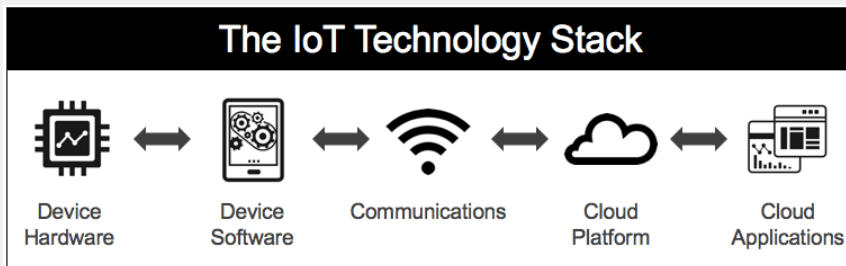 The IoT Technology Stack
Device
Hardware
Device
Software
Communications
Cloud
Platform
Cloud
Applications